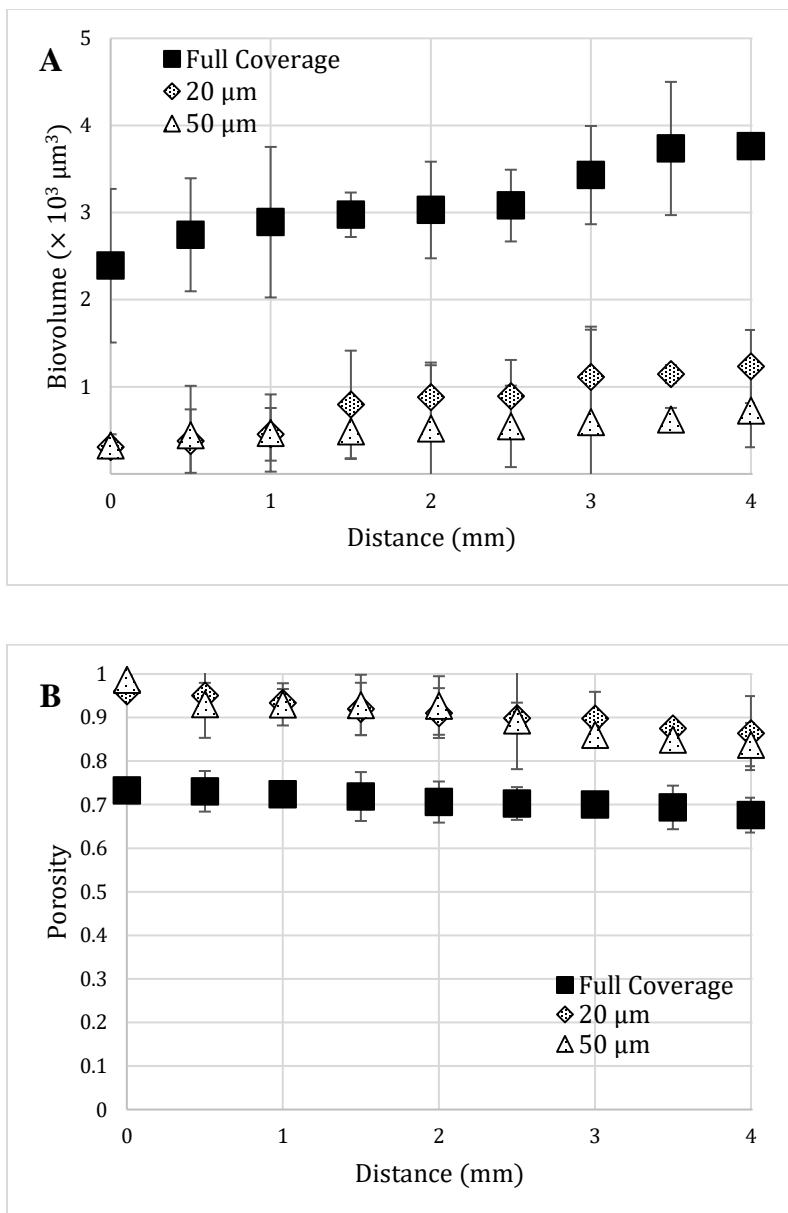 A
Full Coverage
20 µm
50 µm
Biovolume (× 10³ µm³)
5
4
3
2
1
0 1 2 3 4
Distance (mm)
B
Porosity
1
0.9
0.8
0.7
0.6
0.5
0.4
0.3
0.2
0.1
0
Full Coverage
20 µm
50 µm
0 1 2 3 4
Distance (mm)